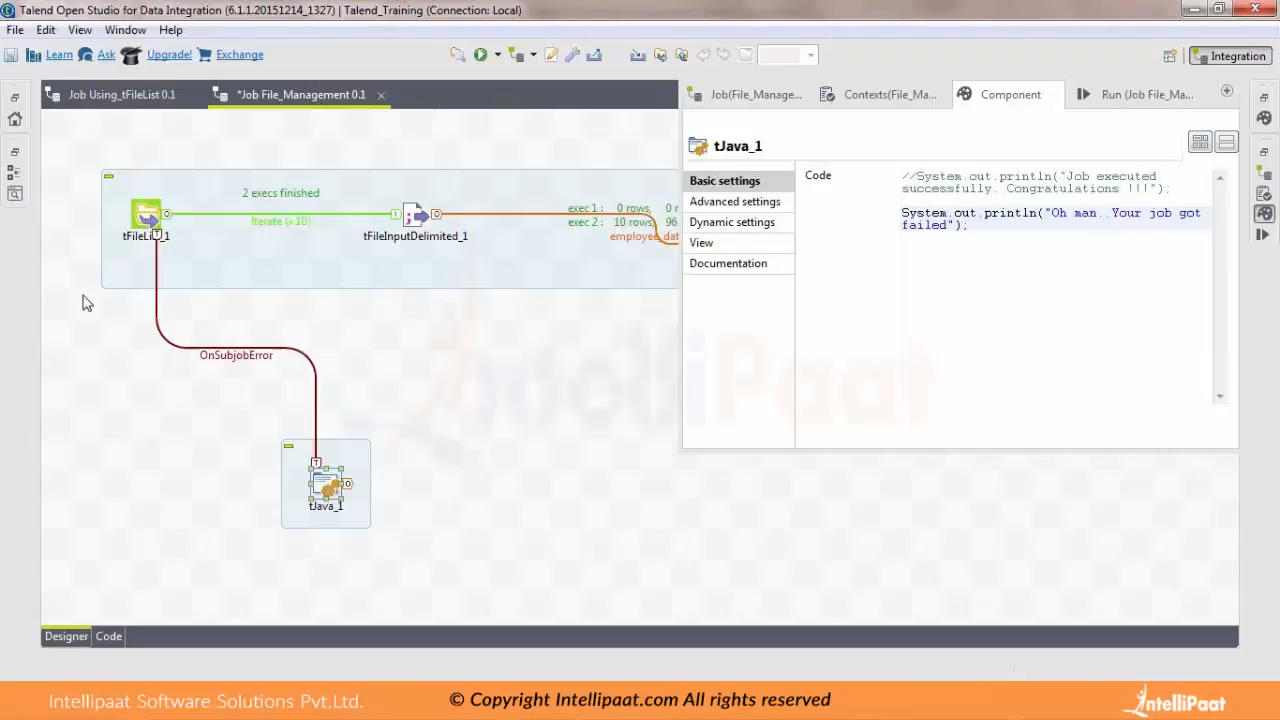 Talend Open Studio for Data Integration (6.1.1.20151214_1327) | Talend_Training (Connection: Local)
File Edit View Window Help
Learn Ask Upgrade! Exchange
Integration
Job Using_tFileList 0.1
*Job File_Management 0.1
Job(File_Manage...
Contexts(File_Ma...
Component
Run (Job File_Ma...
tJava_1
Basic settings
Advanced settings
Dynamic settings
View
Documentation
Code
//System.out.println("Job executed
successfully. Congratulations !!!");
System.out.println("Oh man..Your job got
failed");
2 execs finished
Iterate (x 10)
exec 1 : 0 rows,
exec 2 : 10 rows, 96
tFileList_1
tFileInputDelimited_1
OnSubjobError
tJava_1
IntelliPaat
Designer Code
Intellipaat Software Solutions Pvt.Ltd.
© Copyright Intellipaat.com All rights reserved
IntelliPaat